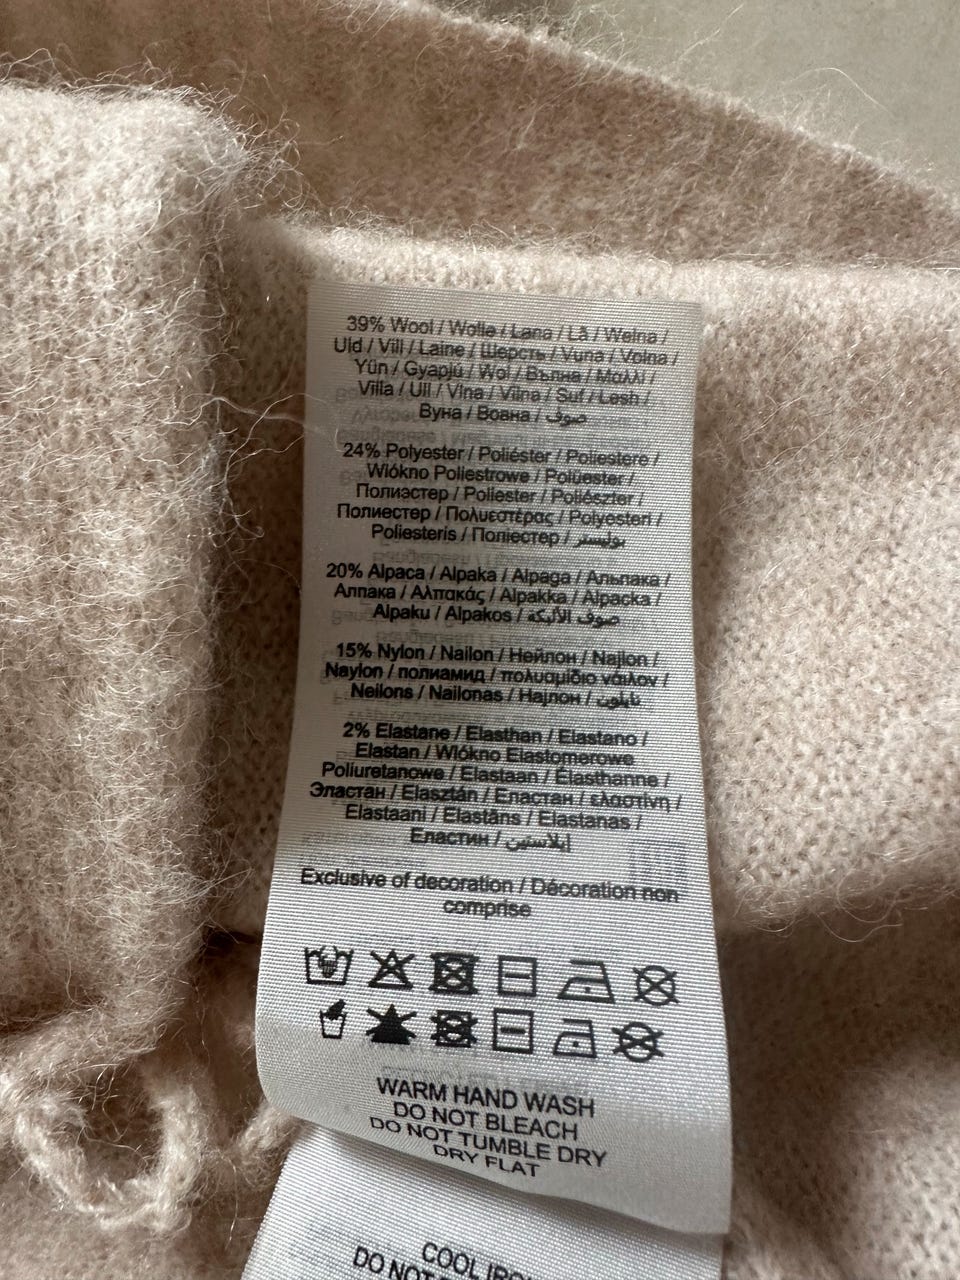 39% Wool / Wolle / Lana / Lã / Wełna /
Uld / Villi / Laine / Шерсть / Vuna / Volna /
Yün / Gyapjú / Wol / Вълна / Μαλλί /
Villa / Ull / Vlna / Vilna / Suf / Lesh /
Вуна / Вовна / صوف
24% Polyester / Poliéster / Poliestere /
Włókno Poliestrowe / Poliuester /
Полиэстер / Poliester / Poliészter /
Полиестер / Πολυεστέρας / Polyesteri /
Poliesteris / Поліестер / بوليستر
20% Alpaca / Alpaka / Alpaga / Альпака /
Алпака / Αλπακάς / Alpakka / Alpacka /
Alpaku / Alpakos / صوف الألبكة
15% Nylon / Nailon / Нейлон / Najlon /
Naylon / полиамид / πολυαμίδιο νάιλον /
Neilons / Nailonas / Најлон / نايلون
2% Elastane / Elasthan / Elastano /
Elastan / Włókno Elastomerowe
Poliuretanowe / Elastaan / Élasthanne /
Эластан / Elasztán / Еластан / ελαστίνη /
Elastaani / Elastāns / Elastanas /
Еластин / إيلاستين
Exclusive of decoration / Décoration non
comprise
WARM HAND WASH
DO NOT BLEACH
DO NOT TUMBLE DRY
DRY FLAT
COOL
DO NOT